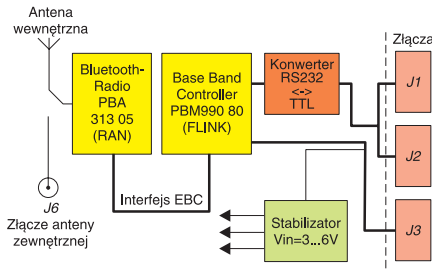 Antena
wewnętrzna
Złącza
Bluetooth-
Radio
PBA
313 05
(RAN)
Base Band
Controller
PBM990 80
(FLINK)
Konwerter
RS232
<->
TTL
J1
J2
J3
Interfejs EBC
J6
Złącze anteny
zewnętrznej
Stabilizator
Vin=3...6V